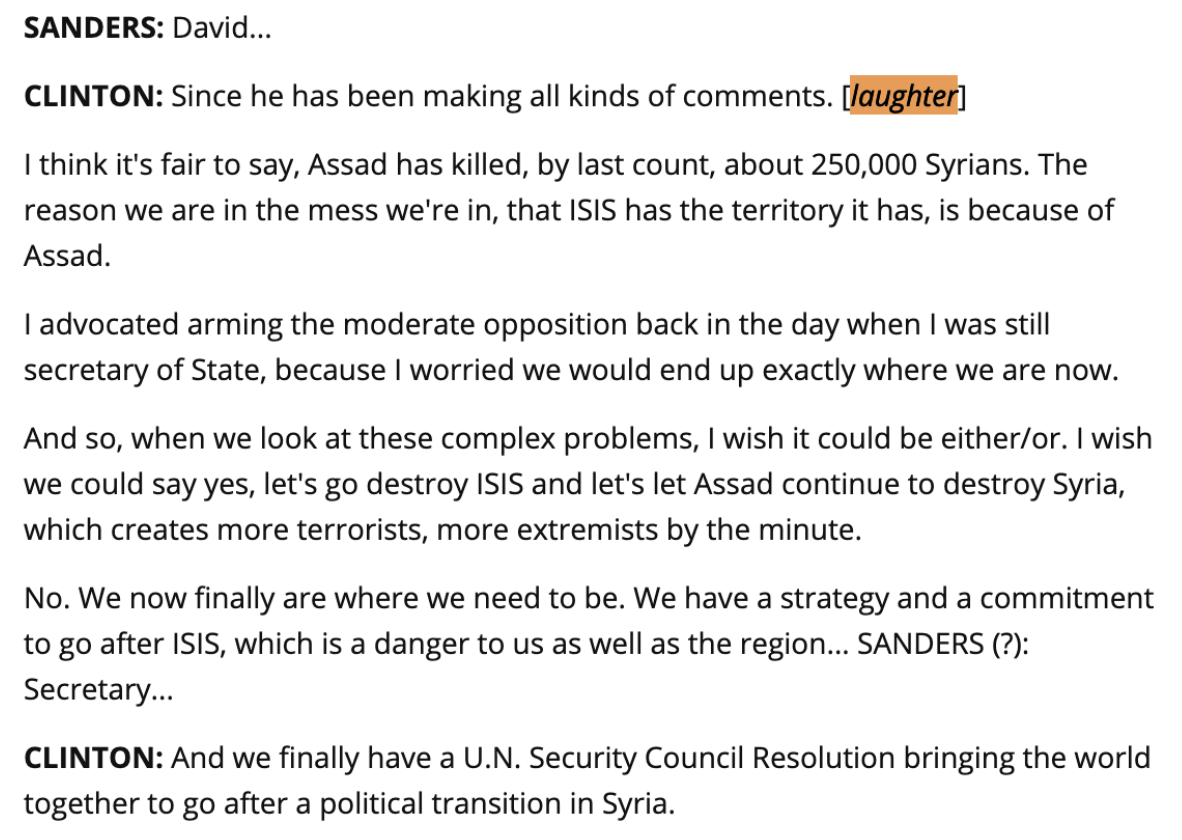 SANDERS: David...
CLINTON: Since he has been making all kinds of comments. [laughter]
I think it's fair to say, Assad has killed, by last count, about 250,000 Syrians. The
reason we are in the mess we're in, that ISIS has the territory it has, is because of
Assad.
I advocated arming the moderate opposition back in the day when I was still
secretary of State, because I worried we would end up exactly where we are now.
And so, when we look at these complex problems, I wish it could be either/or. I wish
we could say yes, let's go destroy ISIS and let's let Assad continue to destroy Syria,
which creates more terrorists, more extremists by the minute.
No. We now finally are where we need to be. We have a strategy and a commitment
to go after ISIS, which is a danger to us as well as the region... SANDERS (?):
Secretary...
CLINTON: And we finally have a U.N. Security Council Resolution bringing the world
together to go after a political transition in Syria.